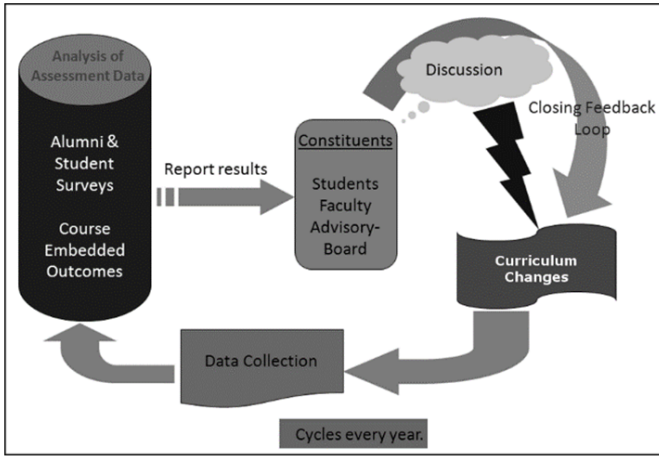 Analysis of
Assessment Data
Alumni &
Student
Surveys
Course
Embedded
Outcomes
Report results
Constituents
Students
Faculty
Advisory-
Board
Discussion
Closing Feedback
Loop
Curriculum
Changes
Data Collection
Cycles every year.